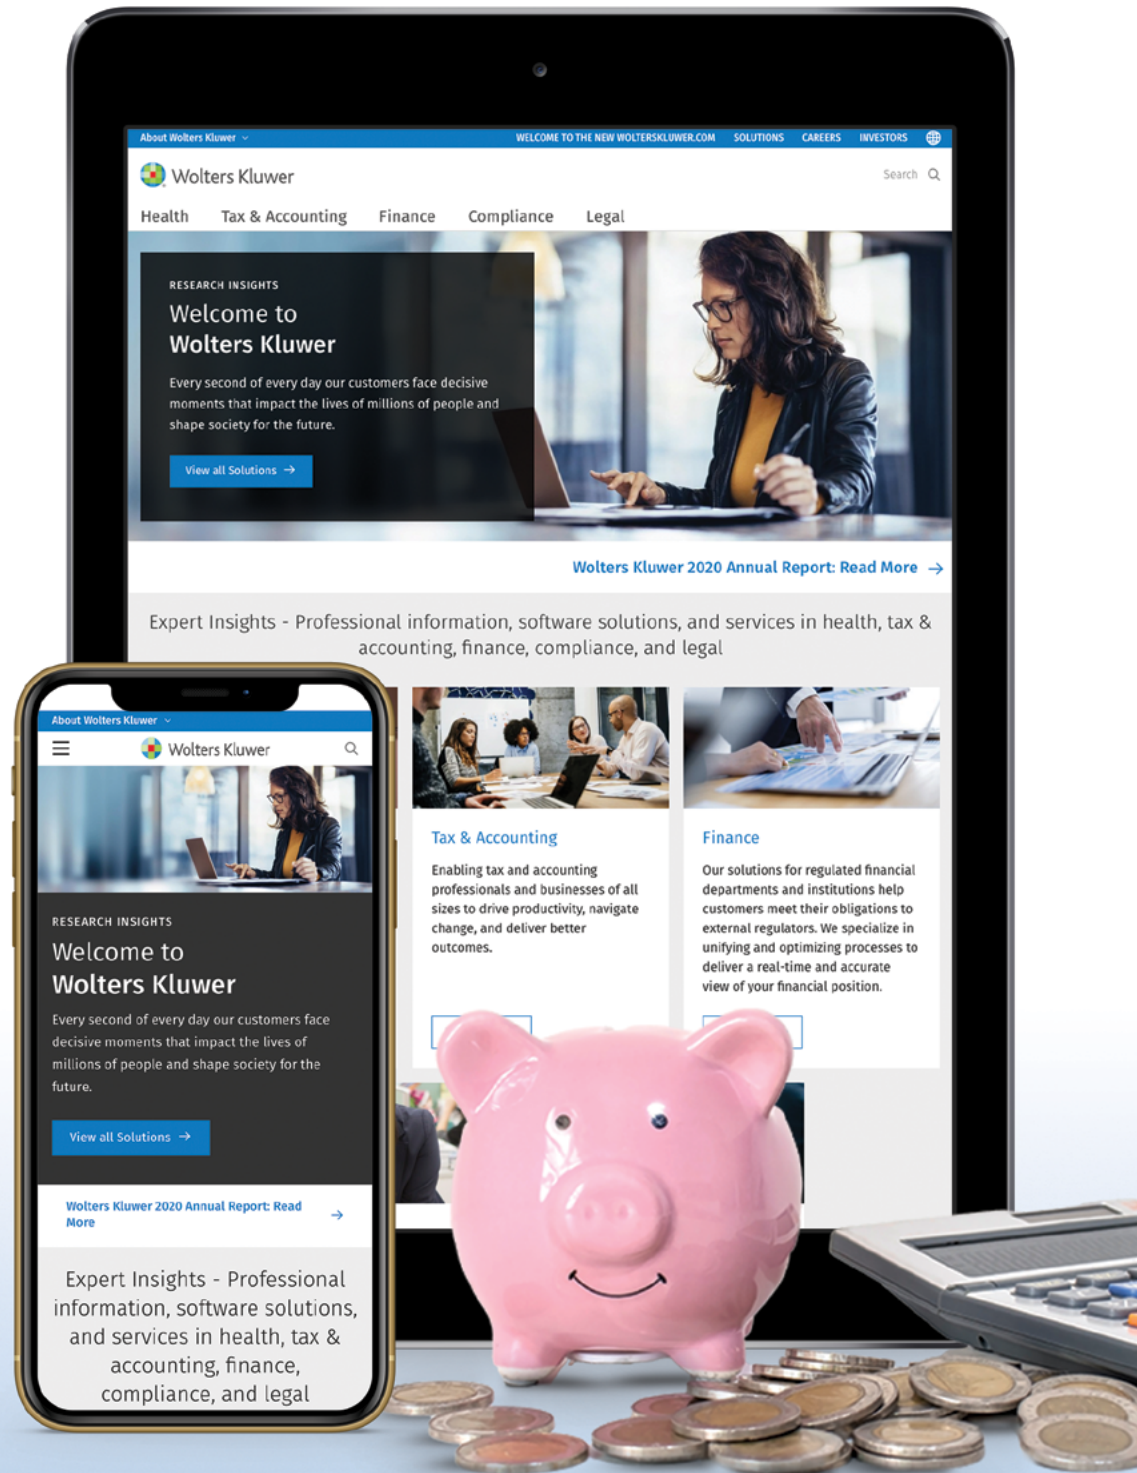 About Wolters Kluwer
WELCOME TO THE NEW WOLTERSKLUWER.COM
SOLUTIONS
CAREERS
INVESTORS
Wolters Kluwer
Search
Health
Tax & Accounting
Finance
Compliance
Legal
RESEARCH INSIGHTS
Welcome to
Wolters Kluwer
Every second of every day our customers face decisive
moments that impact the lives of millions of people and
shape society for the future.
View all Solutions →
Wolters Kluwer 2020 Annual Report: Read More →
Expert Insights - Professional information, software solutions, and services in health, tax &
accounting, finance, compliance, and legal
Tax & Accounting
Enabling tax and accounting
professionals and businesses of all
sizes to drive productivity, navigate
change, and deliver better
outcomes.
Finance
Our solutions for regulated financial
departments and institutions help
customers meet their obligations to
external regulators. We specialize in
unifying and optimizing processes to
deliver a real-time and accurate
view of your financial position.
About Wolters Kluwer
Wolters Kluwer
RESEARCH INSIGHTS
Welcome to
Wolters Kluwer
Every second of every day our customers face
decisive moments that impact the lives of
millions of people and shape society for the
future.
View all Solutions →
Wolters Kluwer 2020 Annual Report: Read
More →
Expert Insights - Professional
information, software solutions,
and services in health, tax &
accounting, finance,
compliance, and legal